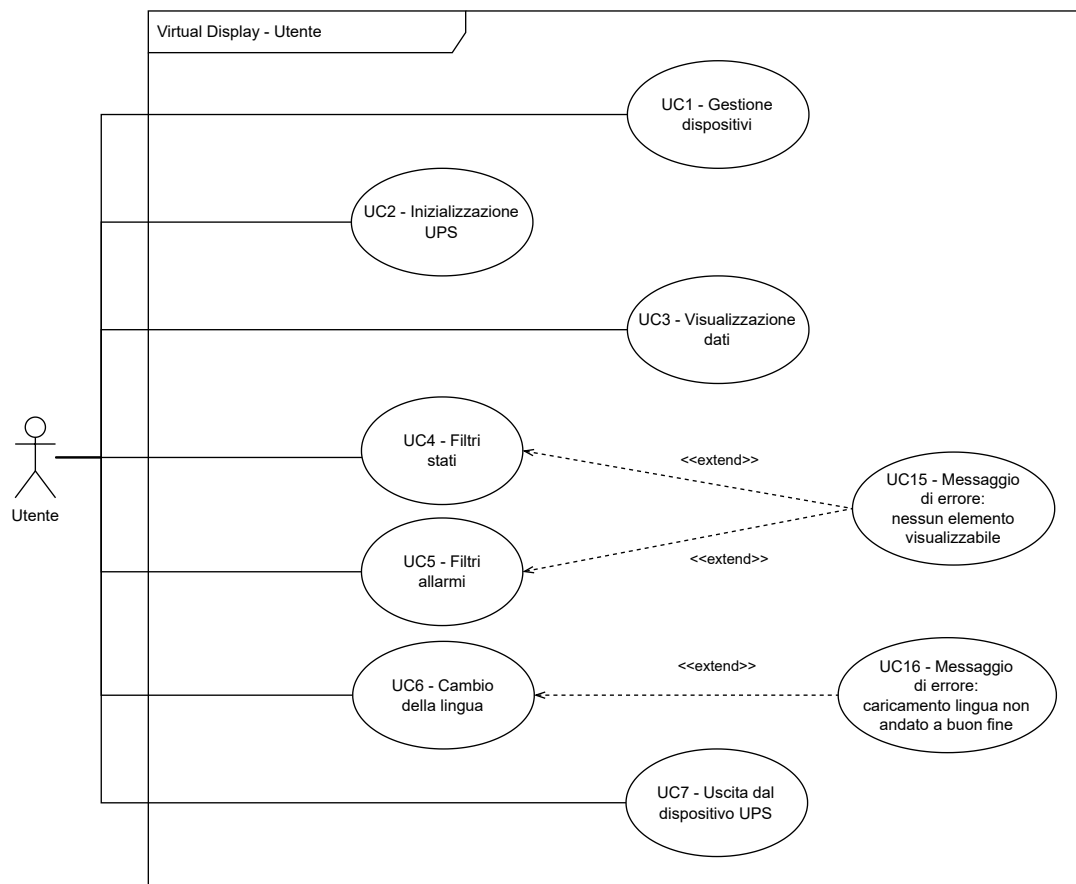 Virtual Display - Utente
UC1 - Gestione
dispositivi
UC2 - Inizializzazione
UPS
UC3 - Visualizzazione
dati
UC4 - Filtri
stati
<<extend>>
UC15 - Messaggio
di errore:
nessun elemento
visualizzabile
Utente
UC5 - Filtri
allarmi
<<extend>>
UC6 - Cambio
della lingua
<<extend>>
UC16 - Messaggio
di errore:
caricamento lingua non
andato a buon fine
UC7 - Uscita dal
dispositivo UPS